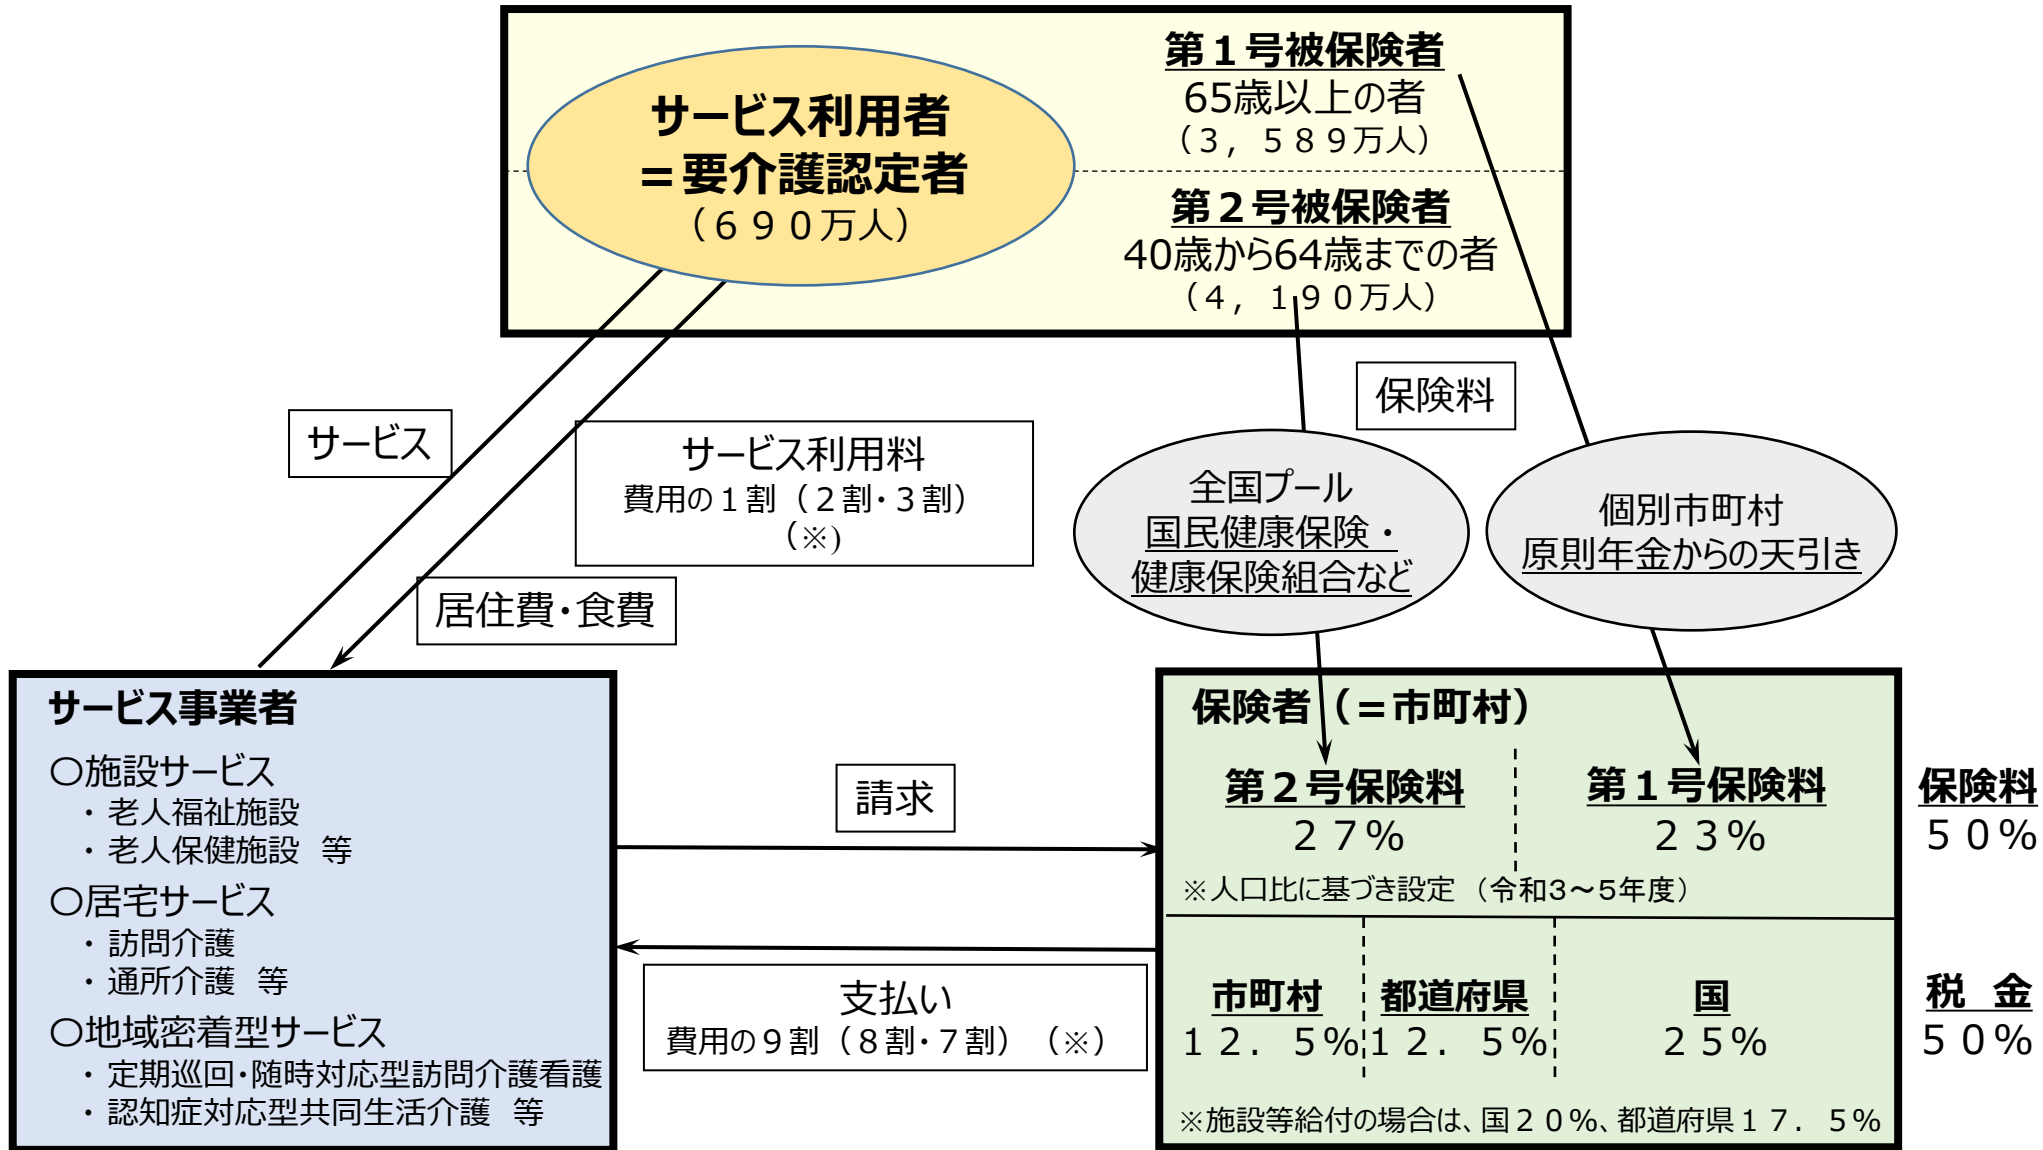 サービス利用者
＝要介護認定者
（６９０万人）
第１号被保険者
65歳以上の者
（３，５８９万人）
第２号被保険者
40歳から64歳までの者
（４，１９０万人）
保険料
サービス
サービス利用料
費用の１割（２割・３割）
（※)
居住費・食費
全国プール
国民健康保険・
健康保険組合など
個別市町村
原則年金からの天引き
サービス事業者
〇施設サービス
・老人福祉施設
・老人保健施設　等
〇居宅サービス
・訪問介護
・通所介護　等
〇地域密着型サービス
・定期巡回・随時対応型訪問介護看護
・認知症対応型共同生活介護　等
請求
支払い
費用の９割（８割・７割）（※）
保険者（＝市町村）
第２号保険料
２７%
第１号保険料
２３%
※人口比に基づき設定（令和３～５年度）
市町村
１２．５%
都道府県
１２．５%
国
２５%
※施設等給付の場合は、国２０%、都道府県１７．５%
保険料
５０%
税　金
５０%